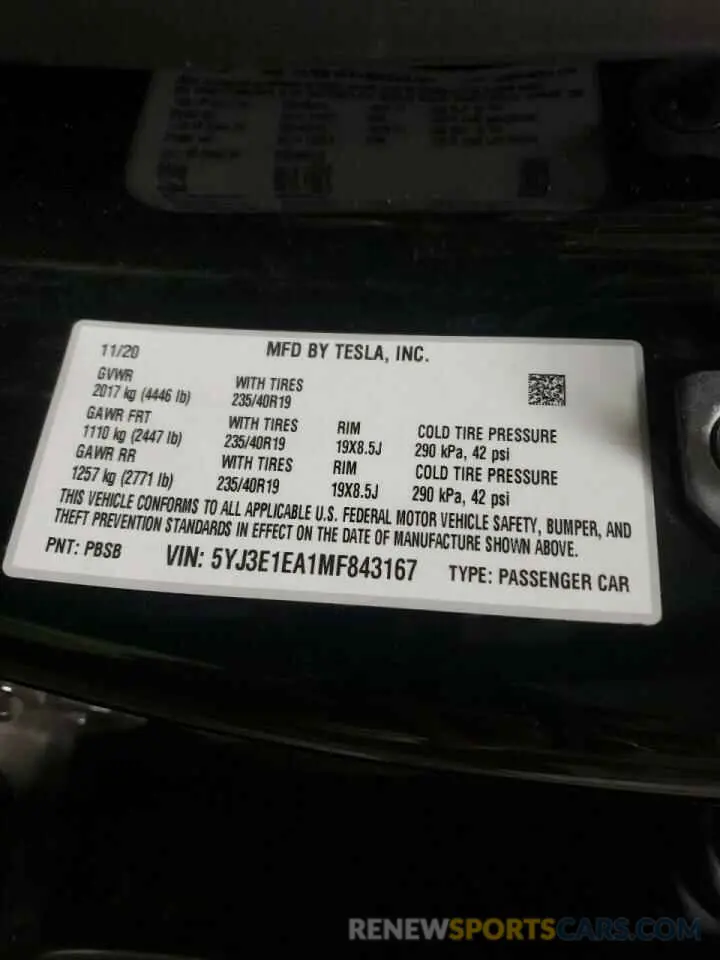 11/20 MFD BY TESLA, INC.
GVWR
2017 kg (4446 lb) WITH TIRES
235/40R19
GAWR FRT WITH TIRES RIM COLD TIRE PRESSURE
1110 kg (2447 lb) 235/40R19 19X8.5J 290 kPa, 42 psi
GAWR RR WITH TIRES RIM COLD TIRE PRESSURE
1257 kg (2771 lb) 235/40R19 19X8.5J 290 kPa, 42 psi
THIS VEHICLE CONFORMS TO ALL APPLICABLE U.S. FEDERAL MOTOR VEHICLE SAFETY, BUMPER, AND
THEFT PREVENTION STANDARDS IN EFFECT ON THE DATE OF MANUFACTURE SHOWN ABOVE.
PNT: PBSB VIN: 5YJ3E1EA1MF843167 TYPE: PASSENGER CAR
RENEWSPORTSCARS.COM